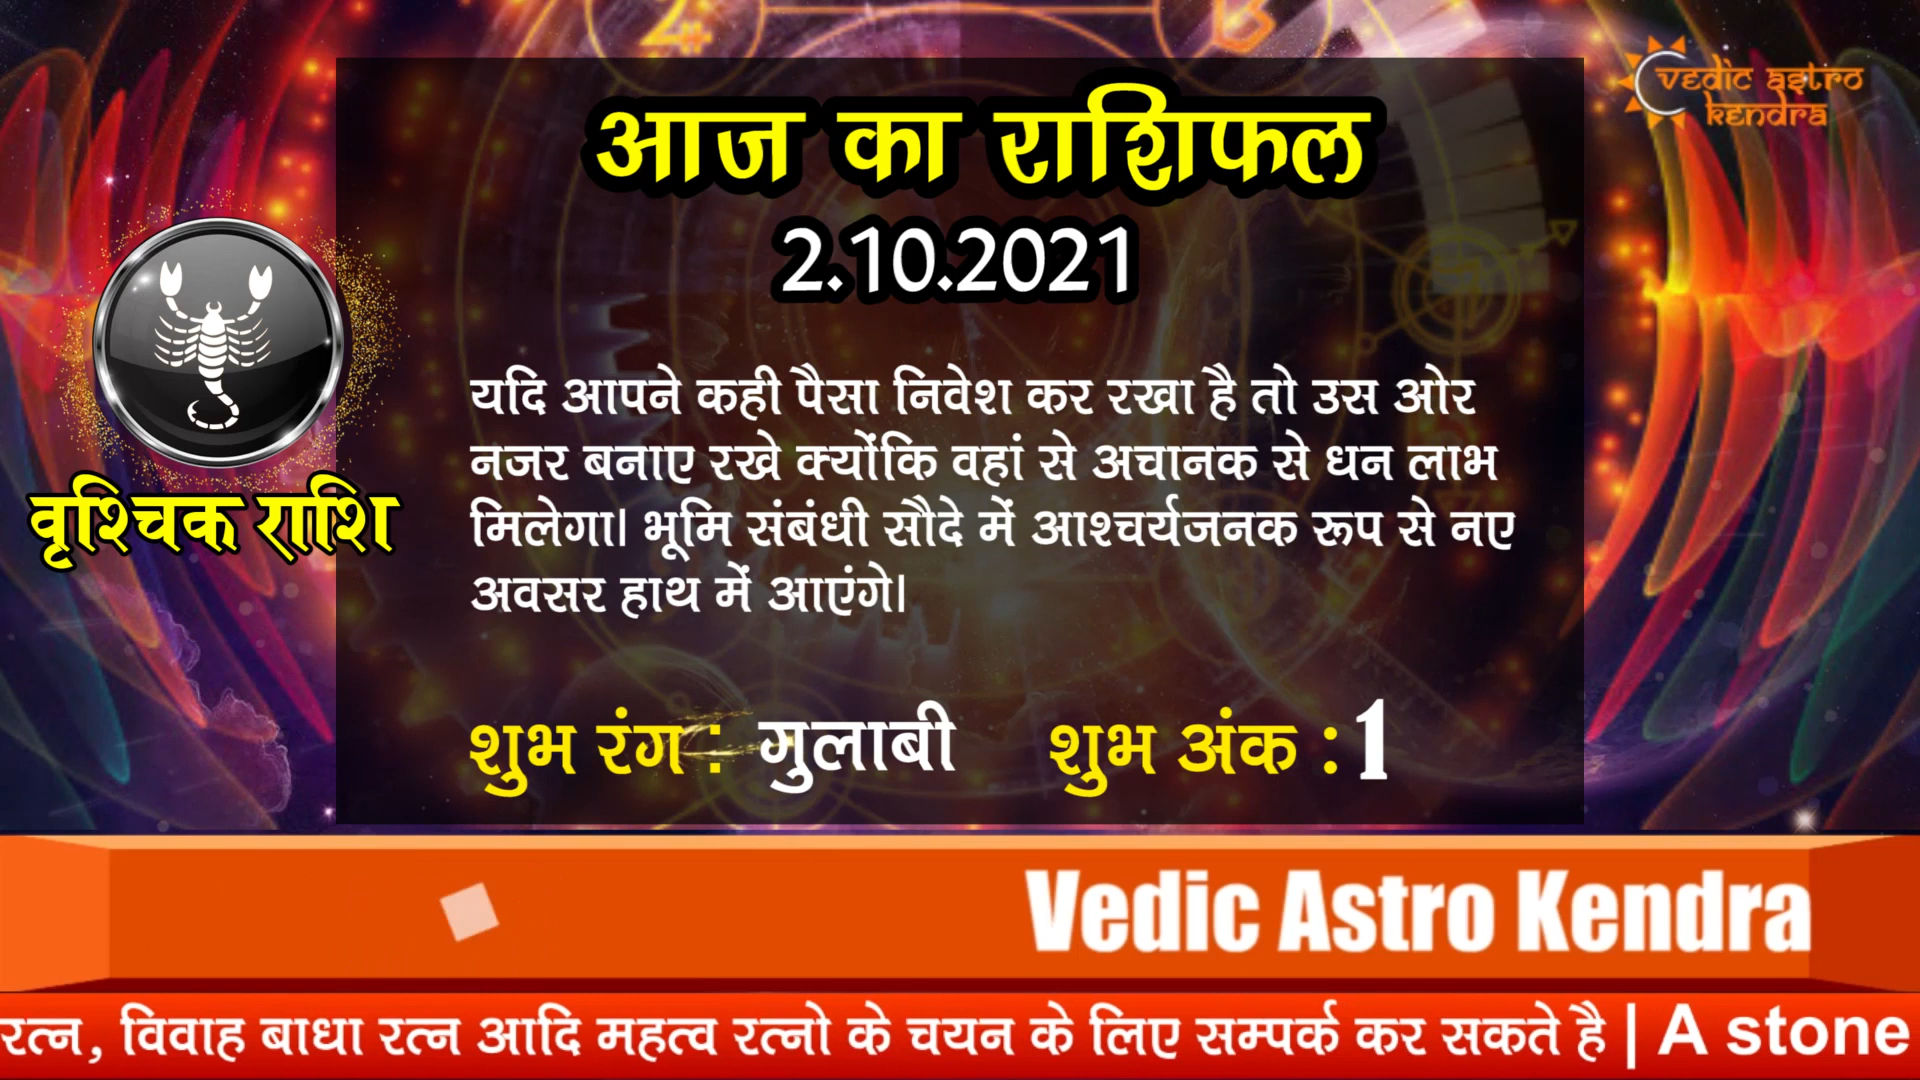 vedic astro
kendra
आज का राशिफल
2.10.2021
वृश्चिक राशि
यदि आपने कही पैसा निवेश कर रखा है तो उस ओर
नजर बनाए रखे क्योंकि वहां से अचानक से धन लाभ
मिलेगा। भूमि संबंधी सौदे में आश्चर्यजनक रूप से नए
अवसर हाथ में आएंगे।
शुभ रंग : गुलाबी शुभ अंक : 1
Vedic Astro Kendra
रत्न, विवाह बाधा रत्न आदि महत्व रत्नो के चयन के लिए सम्पर्क कर सकते है | A stone